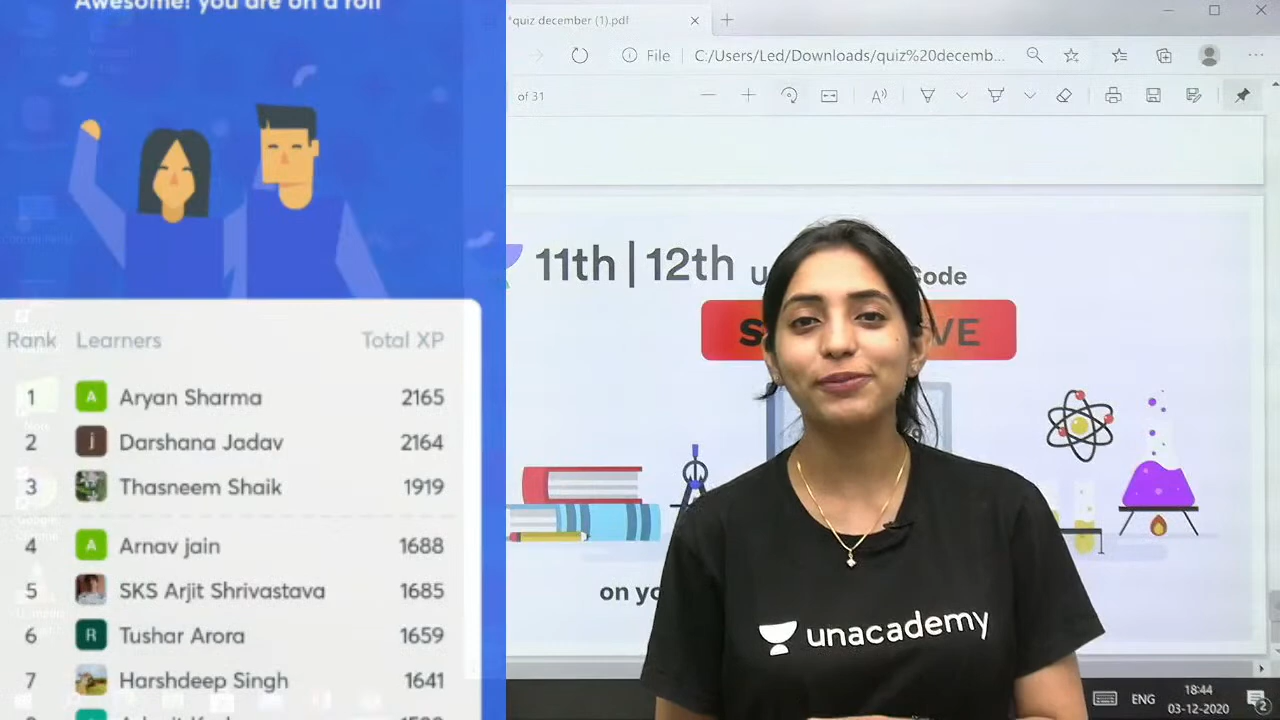 Awesome! you are on a roll
Rank Learners Total XP
1 A Aryan Sharma 2165
2 j Darshana Jadav 2164
3 Thasneem Shaik 1919
4 A Arnav jain 1688
5 SKS Arjit Shrivastava 1685
6 R Tushar Arora 1659
7 Harshdeep Singh 1641
*quiz december (1).pdf
File C:/Users/Led/Downloads/quiz%20decemb...
of 31
11th | 12th
Code
VE
on yo
unacademy
ENG
18:44
03-12-2020
2